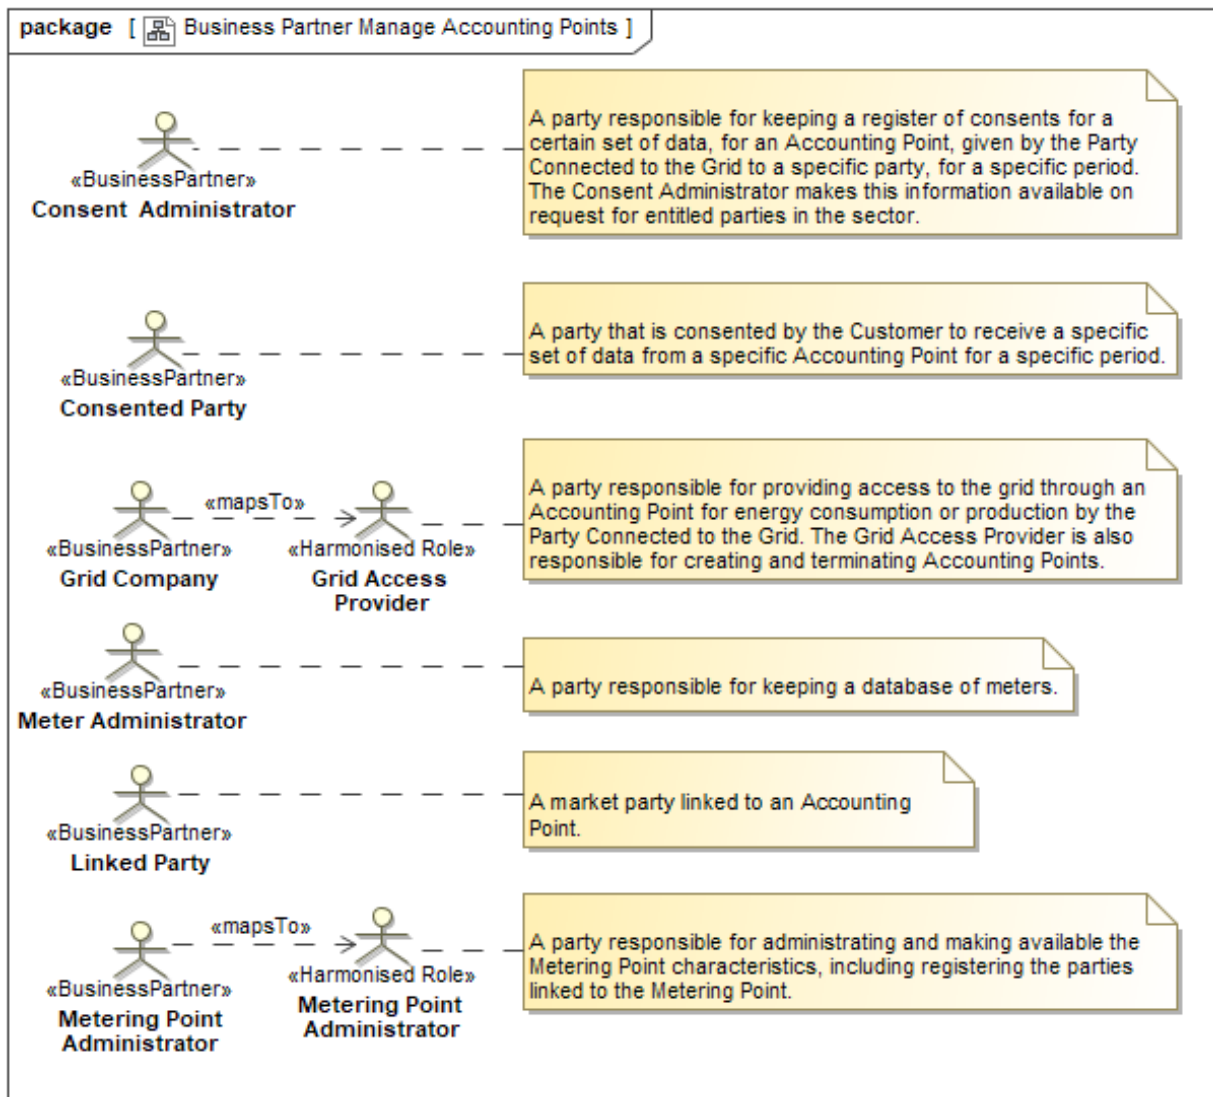 package [ Business Partner Manage Accounting Points ]
A party responsible for keeping a register of consents for a
certain set of data, for an Accounting Point, given by the Party
Connected to the Grid to a specific party, for a specific period.
The Consent Administrator makes this information available on
request for entitled parties in the sector.
«BusinessPartner»
Consent Administrator
A party that is consented by the Customer to receive a specific
set of data from a specific Accounting Point for a specific period.
«BusinessPartner»
Consented Party
«mapsTo»
«BusinessPartner»
Grid Company
«Harmonised Role»
Grid Access
Provider
A party responsible for providing access to the grid through an
Accounting Point for energy consumption or production by the
Party Connected to the Grid. The Grid Access Provider is also
responsible for creating and terminating Accounting Points.
«BusinessPartner»
Meter Administrator
A party responsible for keeping a database of meters.
«BusinessPartner»
Linked Party
A market party linked to an Accounting
Point.
«mapsTo»
«BusinessPartner»
Metering Point
Administrator
«Harmonised Role»
Metering Point
Administrator
A party responsible for administrating and making available the
Metering Point characteristics, including registering the parties
linked to the Metering Point.